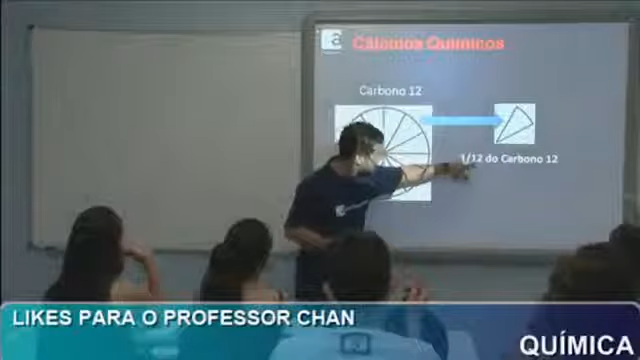 a
Cálculos Químicos
Carbono 12
1/12 do Carbono 12
LIKES PARA O PROFESSOR CHAN
QUÍMICA